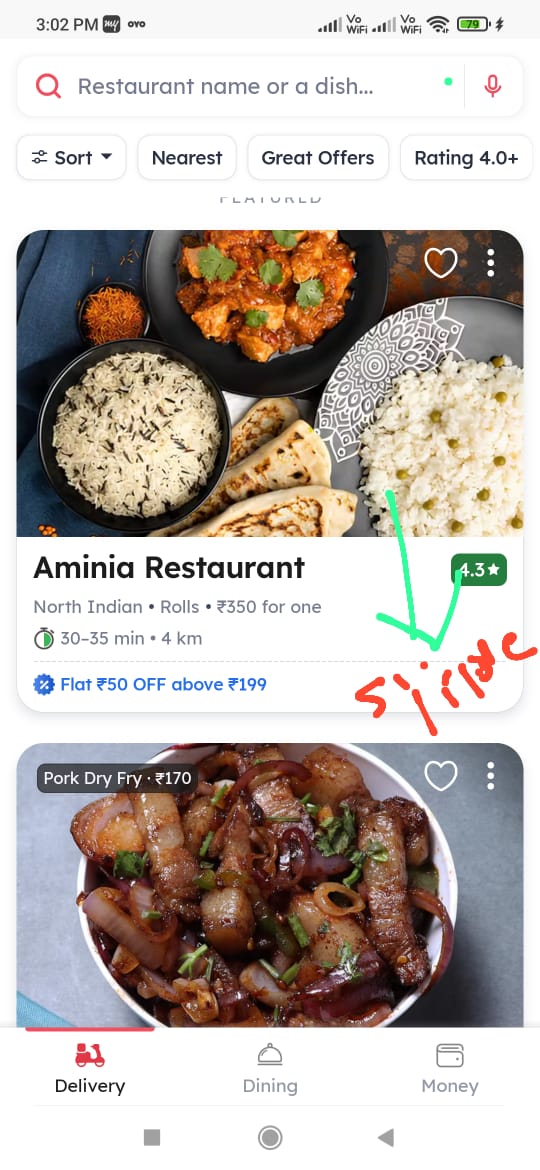 3:02 PM my OYO Vo WiFi Vo WiFi 79
Restaurant name or a dish...
Sort Nearest Great Offers Rating 4.0+
FEATURED
Aminia Restaurant 4.3★
North Indian • Rolls • ₹350 for one
30–35 min • 4 km
Flat ₹50 OFF above ₹199
Pork Dry Fry · ₹170
Delivery Dining Money